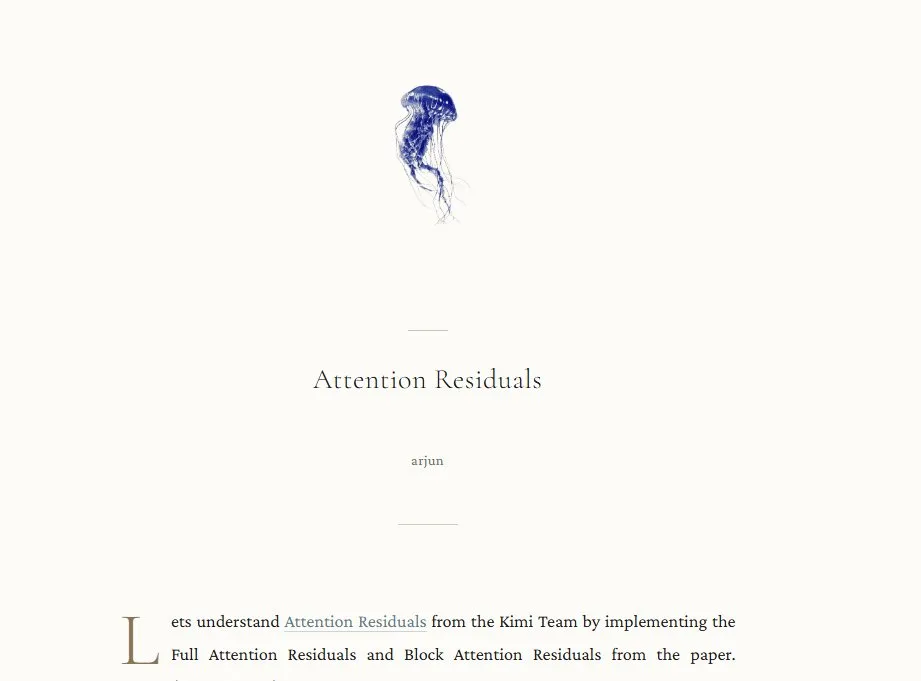 Attention Residuals
arjun
Lets understand Attention Residuals from the Kimi Team by implementing the
Full Attention Residuals and Block Attention Residuals from the paper.